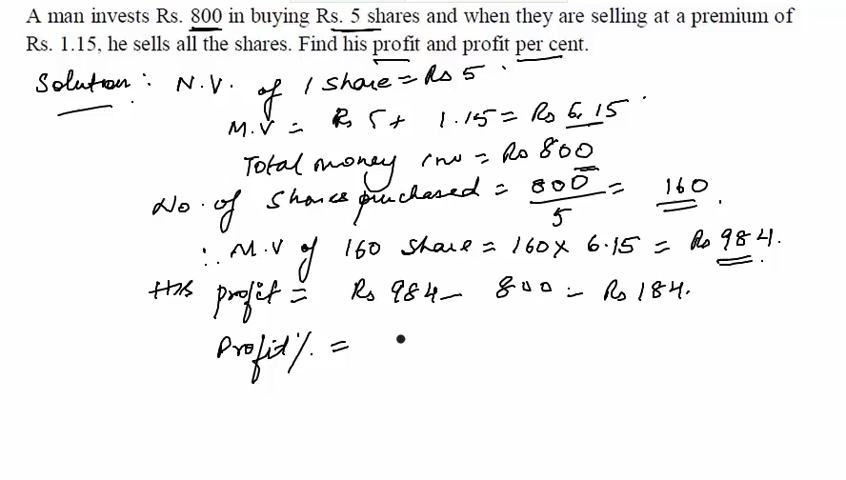 A man invests Rs. 800 in buying Rs. 5 shares and when they are selling at a premium of
Rs. 1.15, he sells all the shares. Find his profit and profit per cent.
Solution: N.V. of 1 share = Rs 5
M.V = Rs 5+ 1.15 = Rs 6.15
Total money inv = Rs 800
No. of shares purchased = 800/5 = 160.
∴ M.V of 160 share = 160 x 6.15 = Rs 984.
His profit = Rs 984 - 800 = Rs 184.
Profit % =